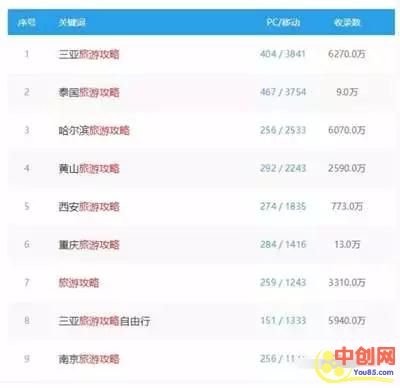 序号 关键词 PC/移动 收录数
1 三亚旅游攻略 404 / 3841 6270.0万
2 泰国旅游攻略 467 / 3754 9.0万
3 哈尔滨旅游攻略 256 / 2533 6070.0万
4 黄山旅游攻略 292 / 2243 2590.0万
5 西安旅游攻略 274 / 1835 773.0万
6 重庆旅游攻略 284 / 1416 13.0万
7 旅游攻略 259 / 1243 3310.0万
8 三亚旅游攻略自由行 151 / 1333 5940.0万
9 南京旅游攻略 256 /
中创网
You85.com